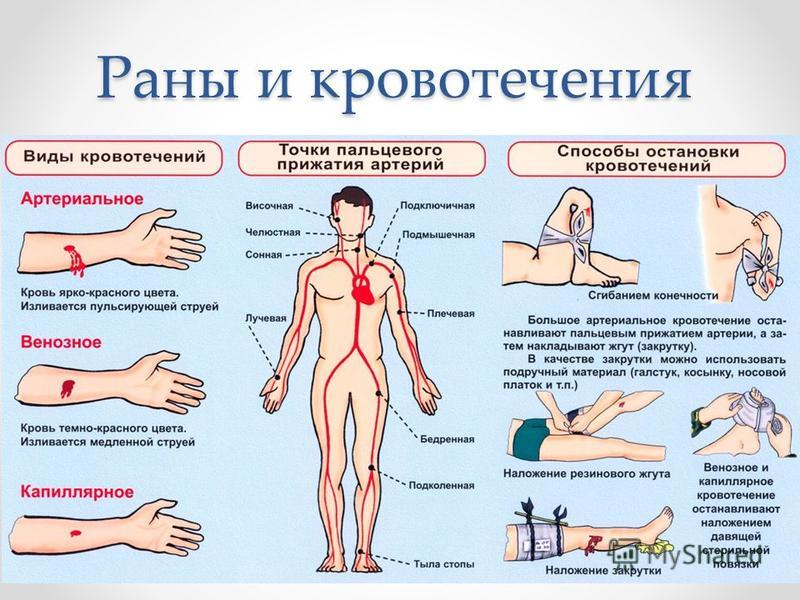 Раны и кровотечения
Виды кровотечений
Артериальное
Кровь ярко-красного цвета.
Изливается пульсирующей струей
Венозное
Кровь темно-красного цвета.
Изливается медленной струей
Капиллярное
Точки пальцевого
прижатия артерий
Височная
Челюстная
Сонная
Лучевая
Подключичная
Подмышечная
Плечевая
Бедренная
Подколенная
Тыла стопы
Способы остановки
кровотечений
Сгибанием конечности
Большое артериальное кровотечение оста-
навливают пальцевым прижатием артерии, а за-
тем накладывают жгут (закрутку).
В качестве закрутки можно использовать
подручный материал (галстук, косынку, носовой
платок и т.п.)
Наложение резинового жгута
Наложение закрутки
Венозное и
капиллярное
кровотечение
останавливают
наложением
давящей
стерильной
повязки
MyShared